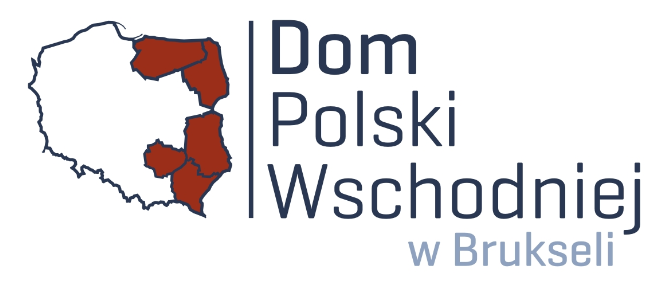 Dom
Polski
Wschodniej
w Brukseli